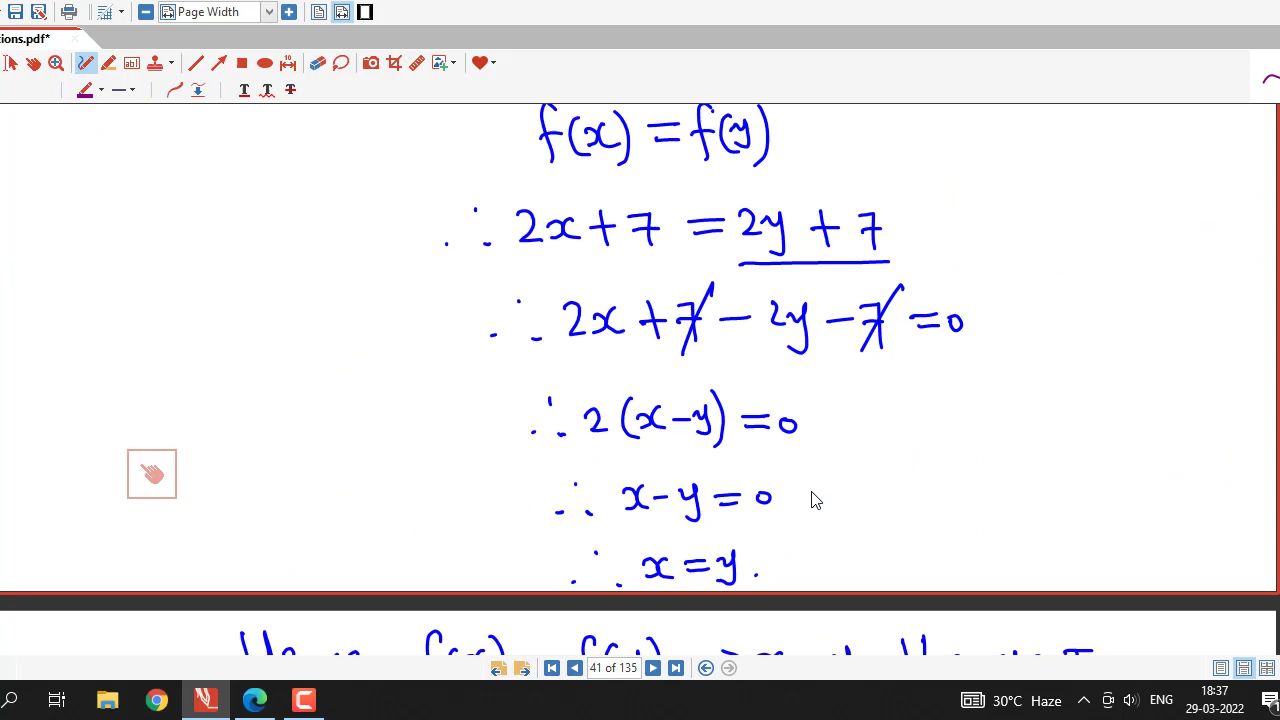 Page Width
tions.pdf*
f(x) = f(y)
∴ 2x + 7 = 2y + 7
∴ 2x + 7 - 2y - 7 = 0
∴ 2 (x - y) = 0
∴ x - y = 0
∴ x = y.
41 of 135
30°C Haze
ENG
18:37
29-03-2022